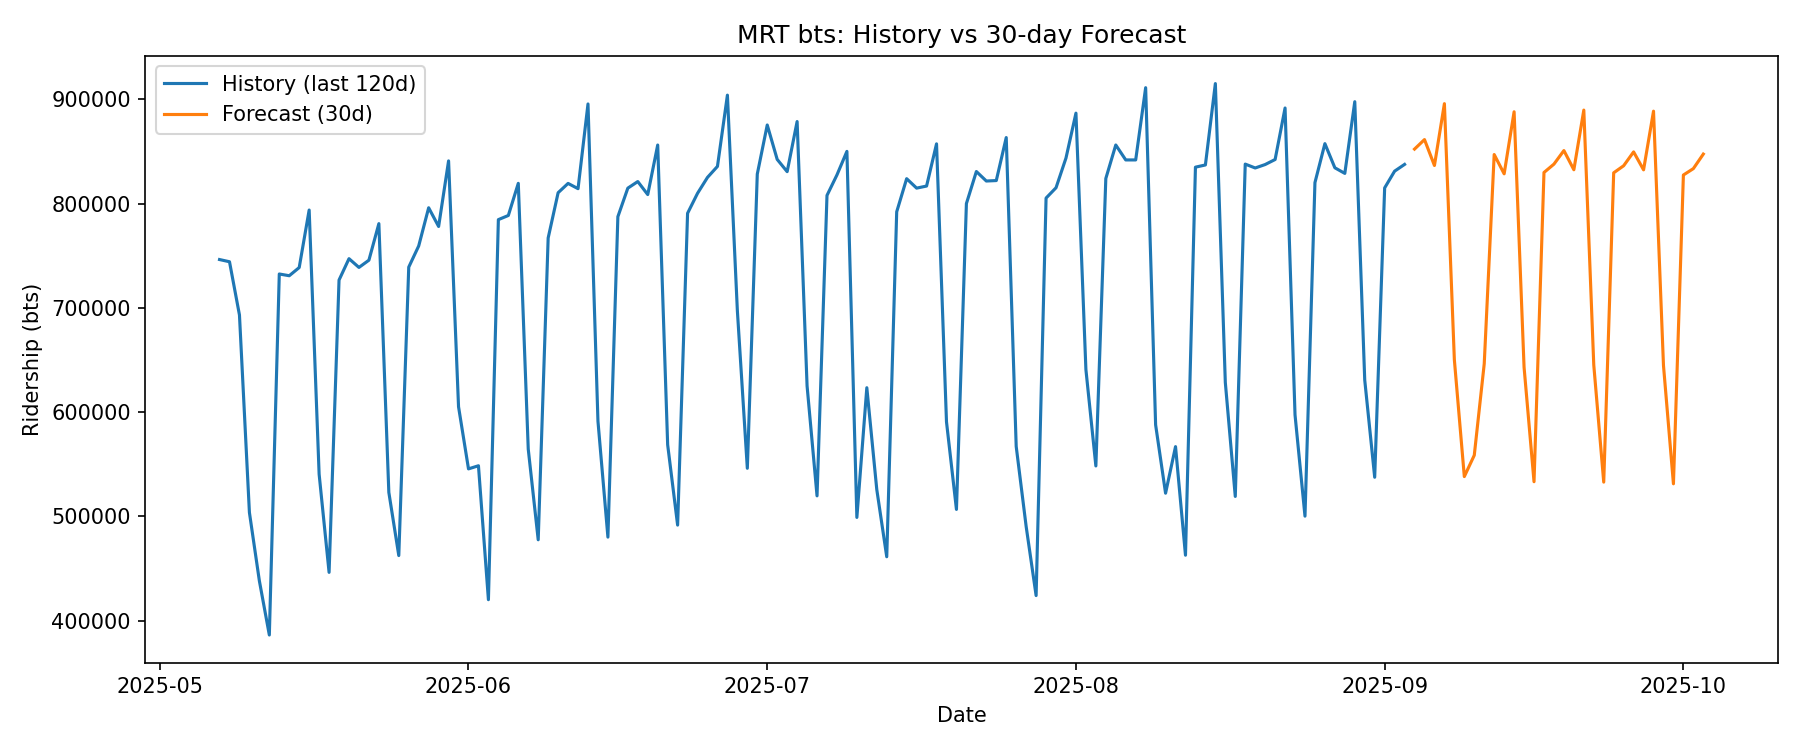 MRT bts: History vs 30-day Forecast
History (last 120d)
Forecast (30d)
900000
800000
700000
600000
500000
400000
Ridership (bts)
2025-05
2025-06
2025-07
2025-08
2025-09
2025-10
Date